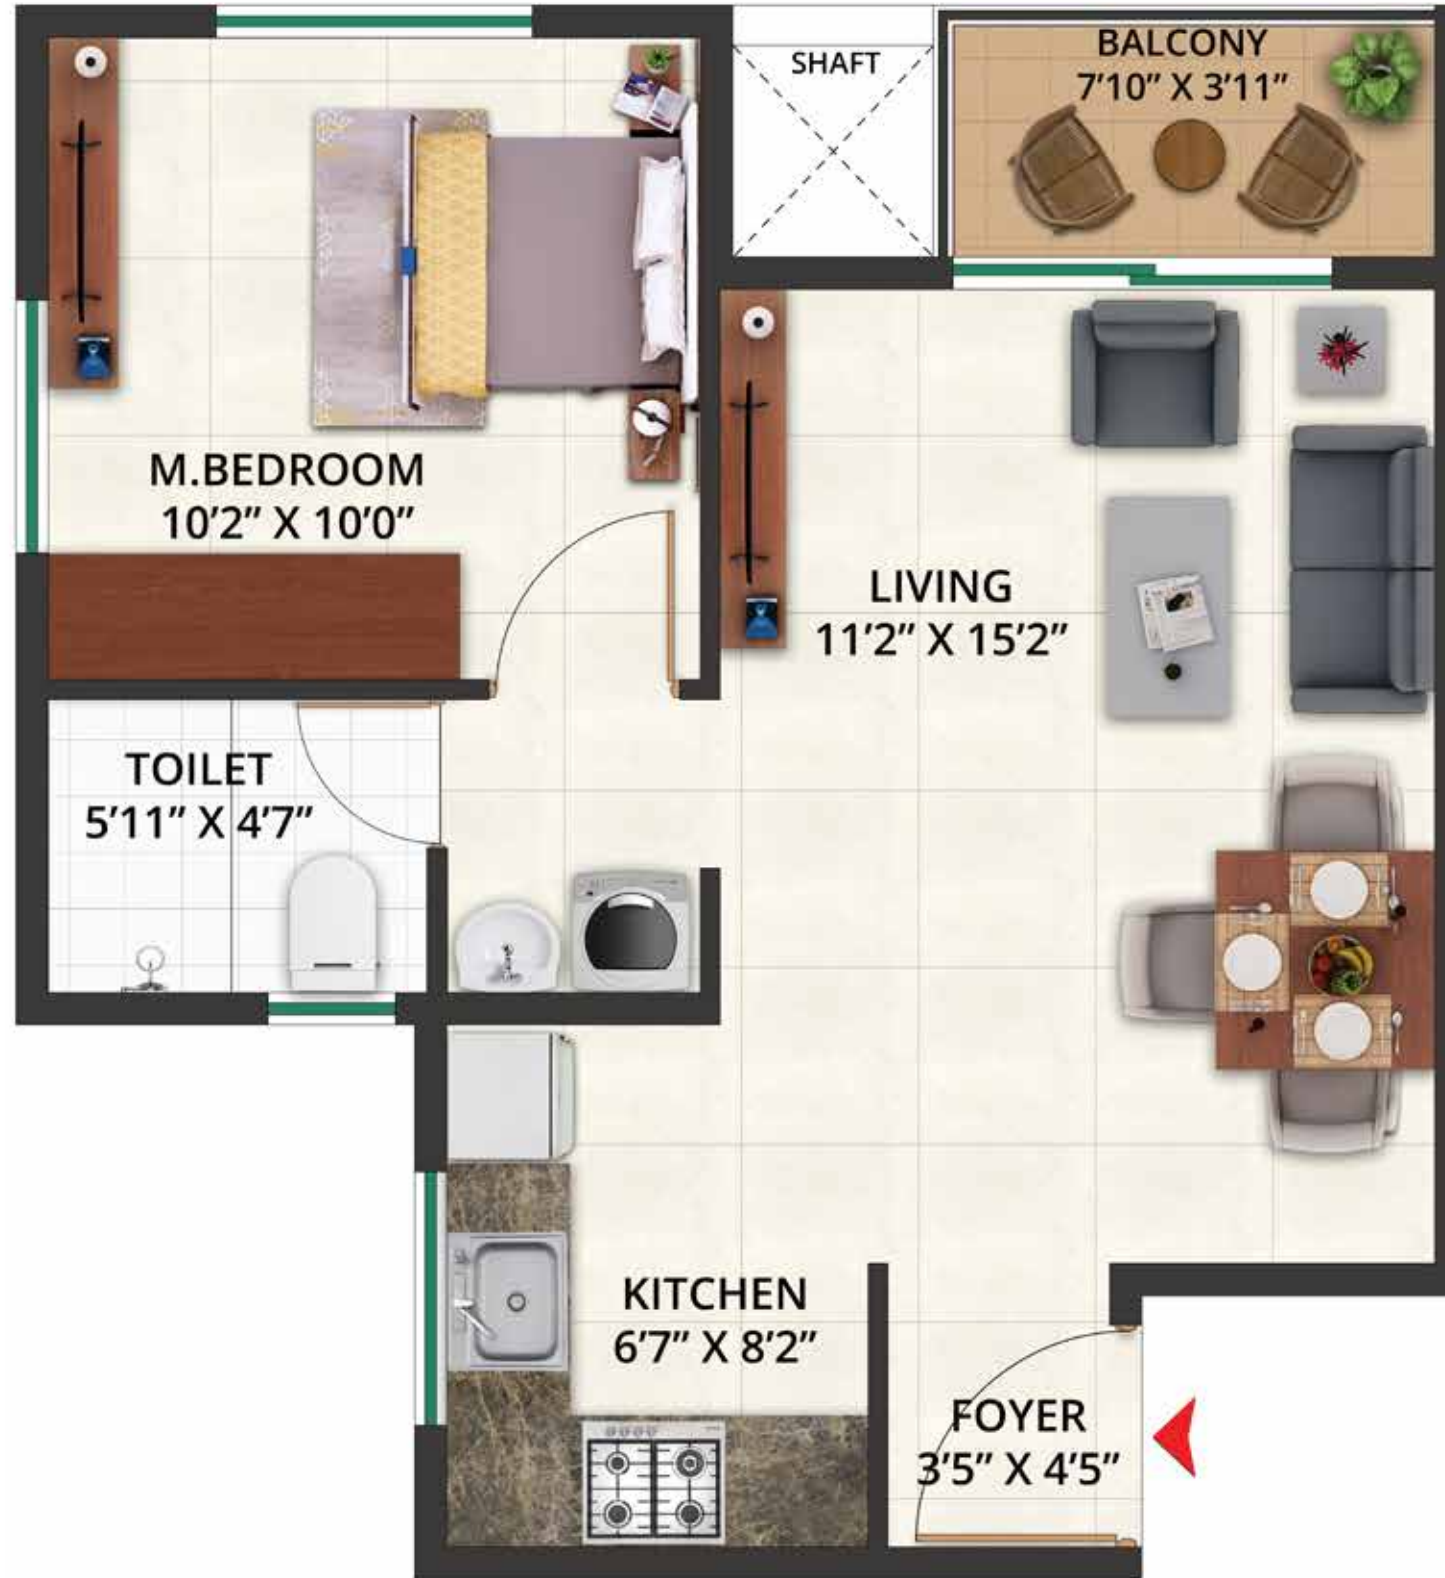 SHAFT
BALCONY
7'10" X 3'11"
M.BEDROOM
10'2" X 10'0"
LIVING
11'2" X 15'2"
TOILET
5'11" X 4'7"
KITCHEN
6'7" X 8'2"
FOYER
3'5" X 4'5"